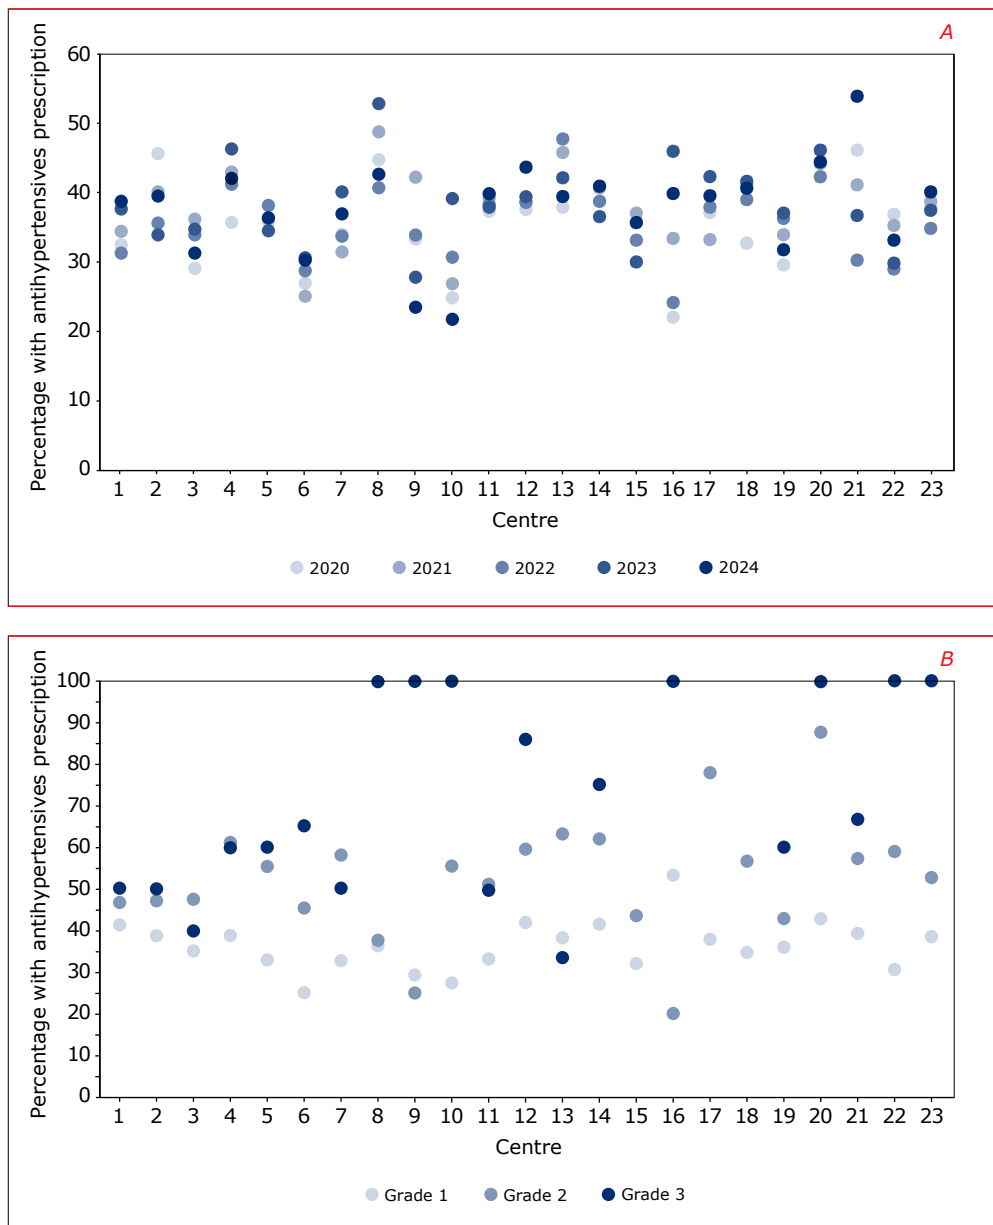 A
Percentage with antihypertensives prescription
60
50
40
30
20
10
0
1 2 3 4 5 6 7 8 9 10 11 12 13 14 15 16 17 18 19 20 21 22 23
Centre
2020 2021 2022 2023 2024
B
Percentage with antihypertensives prescription
100
90
80
70
60
50
40
30
20
10
0
1 2 3 4 5 6 7 8 9 10 11 12 13 14 15 16 17 18 19 20 21 22 23
Centre
Grade 1 Grade 2 Grade 3